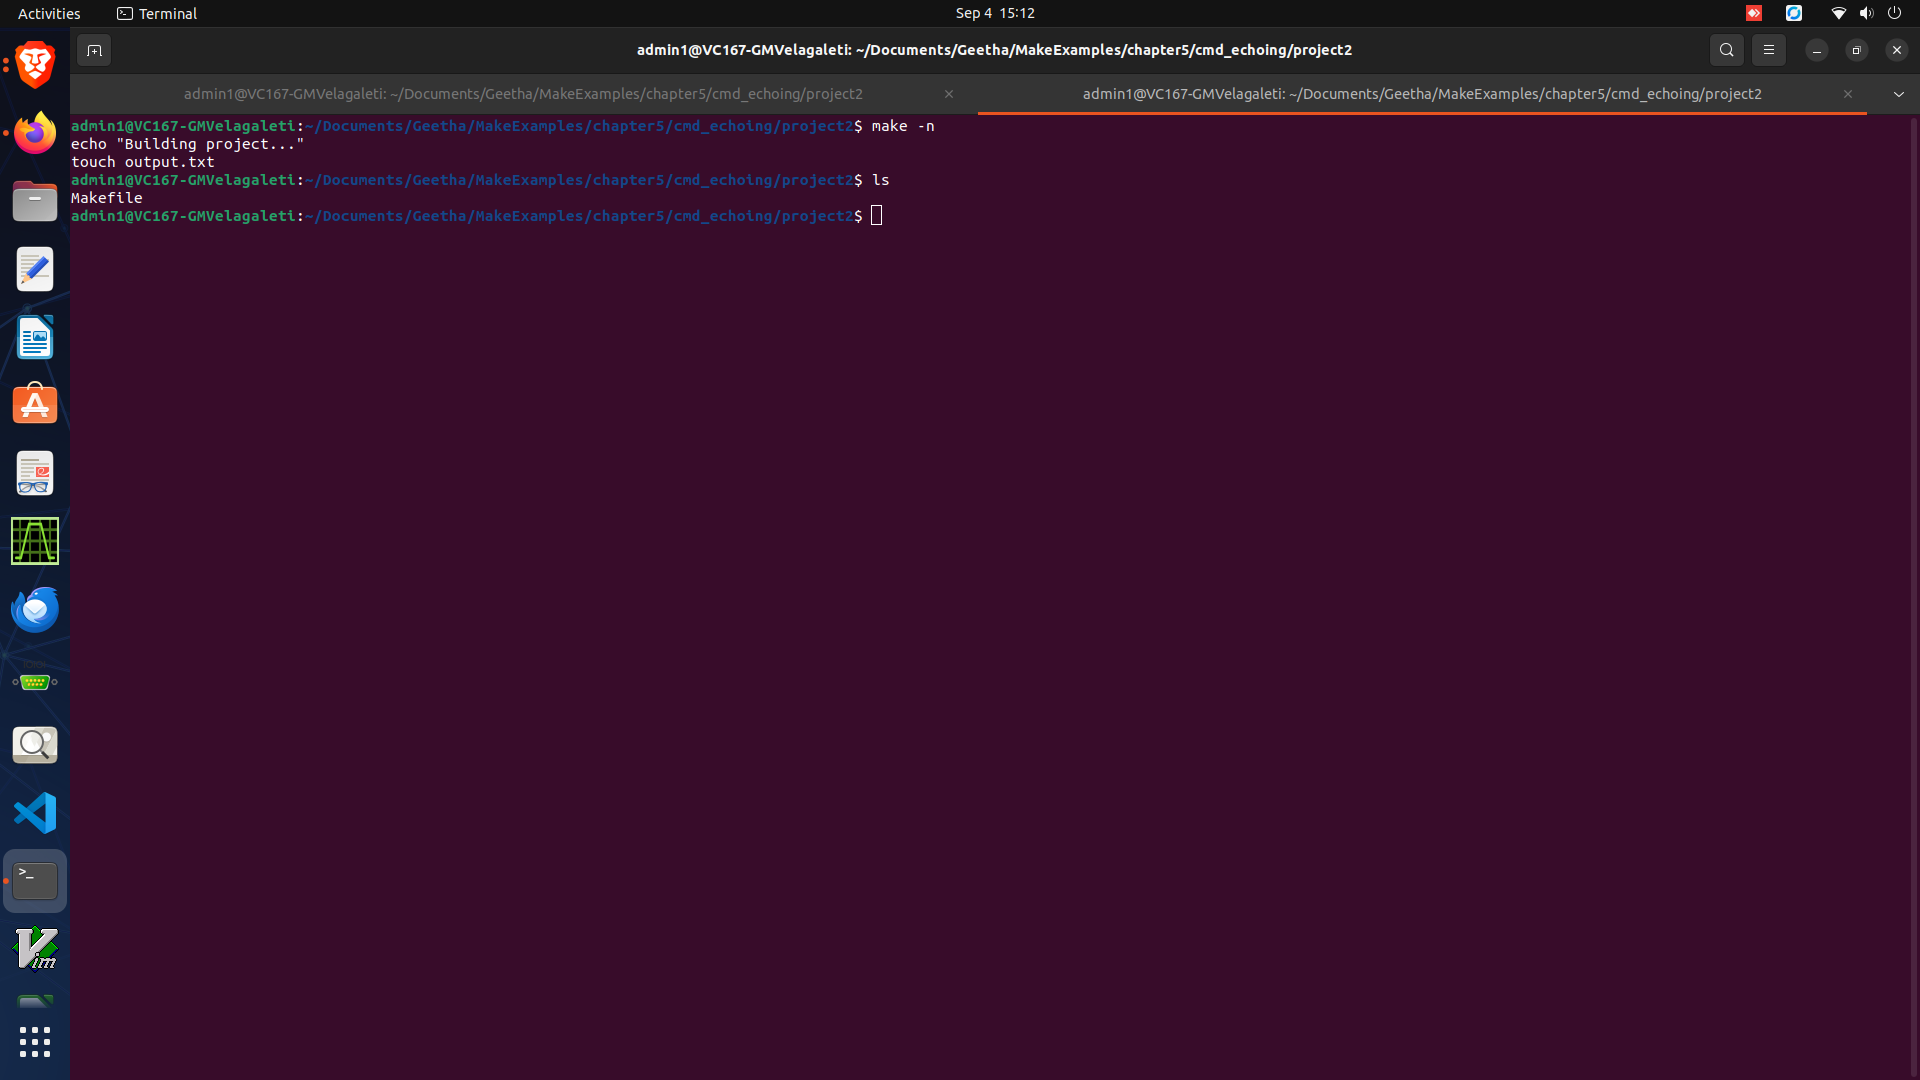 Activities
Terminal
Sep 4 15:12
admin1@VC167-GMVelagaleti: ~/Documents/Geetha/MakeExamples/chapter5/cmd_echoing/project2
admin1@VC167-GMVelagaleti: ~/Documents/Geetha/MakeExamples/chapter5/cmd_echoing/project2
admin1@VC167-GMVelagaleti: ~/Documents/Geetha/MakeExamples/chapter5/cmd_echoing/project2
admin1@VC167-GMVelagaleti:~/Documents/Geetha/MakeExamples/chapter5/cmd_echoing/project2$ make -n
echo "Building project..."
touch output.txt
admin1@VC167-GMVelagaleti:~/Documents/Geetha/MakeExamples/chapter5/cmd_echoing/project2$ ls
Makefile
admin1@VC167-GMVelagaleti:~/Documents/Geetha/MakeExamples/chapter5/cmd_echoing/project2$
>_
Vim